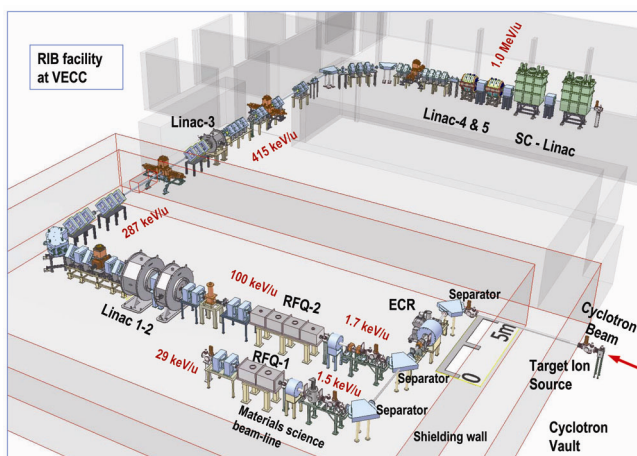 RIB facility
at VECC
1.0 MeV/u
Linac-4 & 5
SC - Linac
Linac-3
415 keV/u
287 keV/u
Linac 1-2
100 keV/u
RFQ-2
1.7 keV/u
ECR
Separator
5m
0
Cyclotron
Beam
Target Ion
Source
29 keV/u
RFQ-1
1.5 keV/u
Separator
Separator
Materials science
beam-line
Shielding wall
Cyclotron
Vault